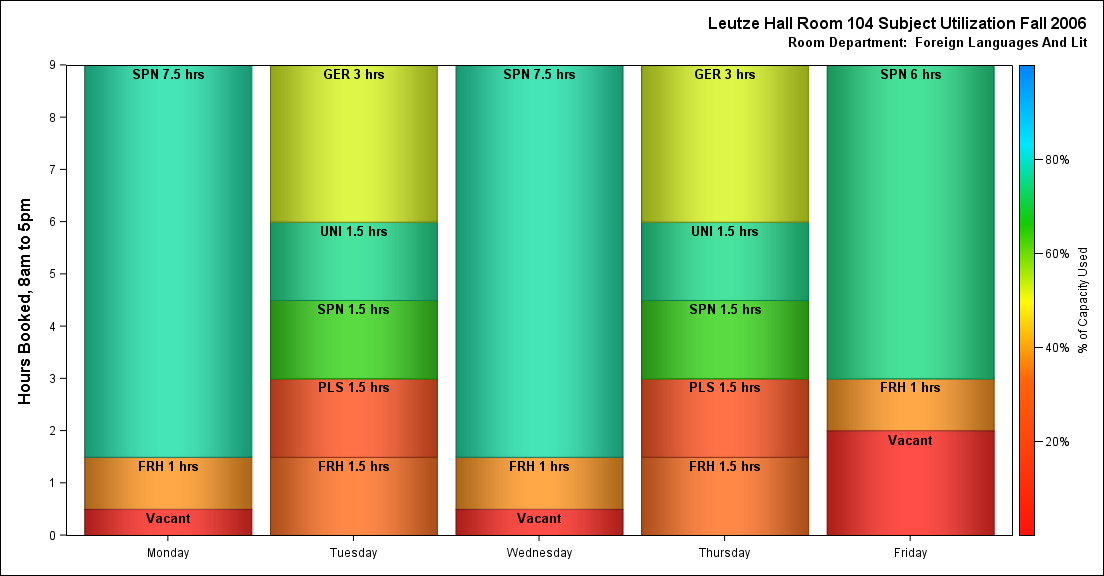 Leutze Hall Room 104 Subject Utilization Fall 2006
Room Department:  Foreign Languages And Lit
Hours Booked, 8am to 5pm
9
8
7
6
5
4
3
2
1
0
SPN 7.5 hrs
FRH 1 hrs
Vacant
Monday
GER 3 hrs
UNI 1.5 hrs
SPN 1.5 hrs
PLS 1.5 hrs
FRH 1.5 hrs
Tuesday
SPN 7.5 hrs
FRH 1 hrs
Vacant
Wednesday
GER 3 hrs
UNI 1.5 hrs
SPN 1.5 hrs
PLS 1.5 hrs
FRH 1.5 hrs
Thursday
SPN 6 hrs
FRH 1 hrs
Vacant
Friday
80%
60%
40%
20%
% of Capacity Used